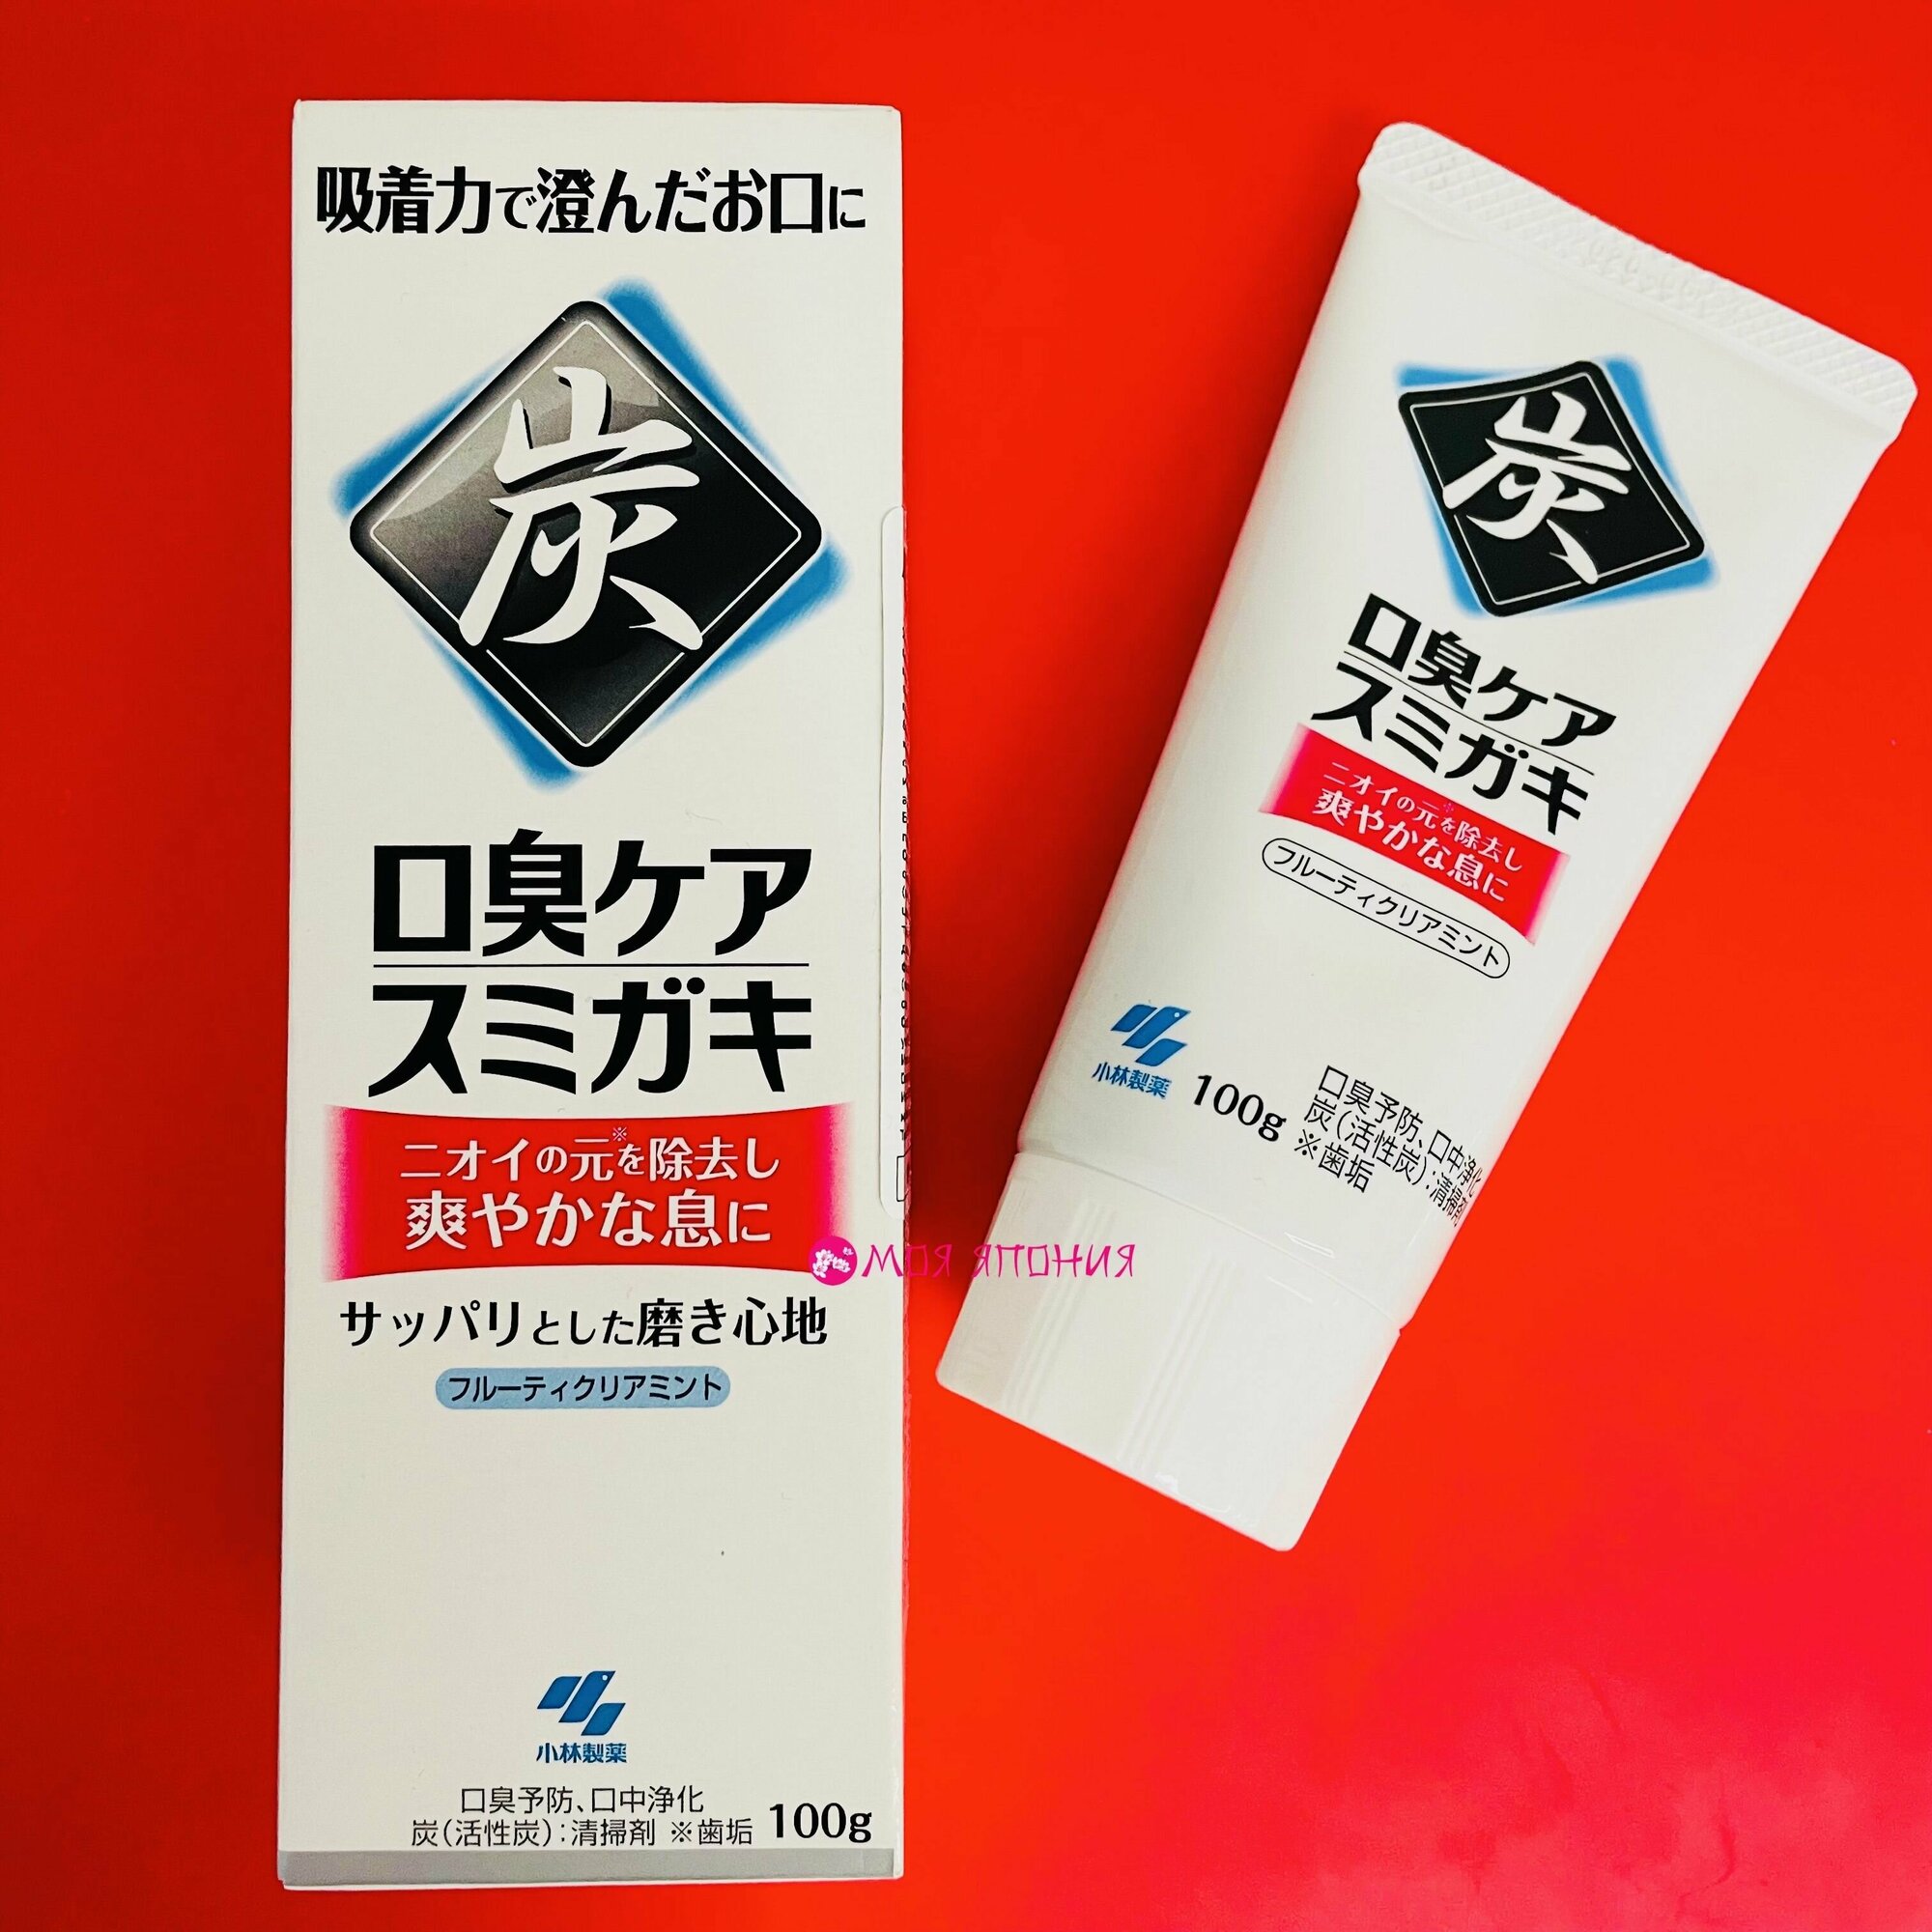 吸着力で澄んだお口に
炭
口臭ケア
スミガキ
ニオイの元※を除去し
爽やかな息に
サッパリとした磨き心地
フルーティクリアミント
小林製薬
口臭予防、口中浄化
炭(活性炭):清掃剤 ※歯垢 100g
炭
口臭ケア
スミガキ
ニオイの元※を除去し
爽やかな息に
フルーティクリアミント
小林製薬
100g
口臭予防、口中浄化
炭(活性炭):清掃剤
※歯垢
МОЯ ЯПОНИЯ